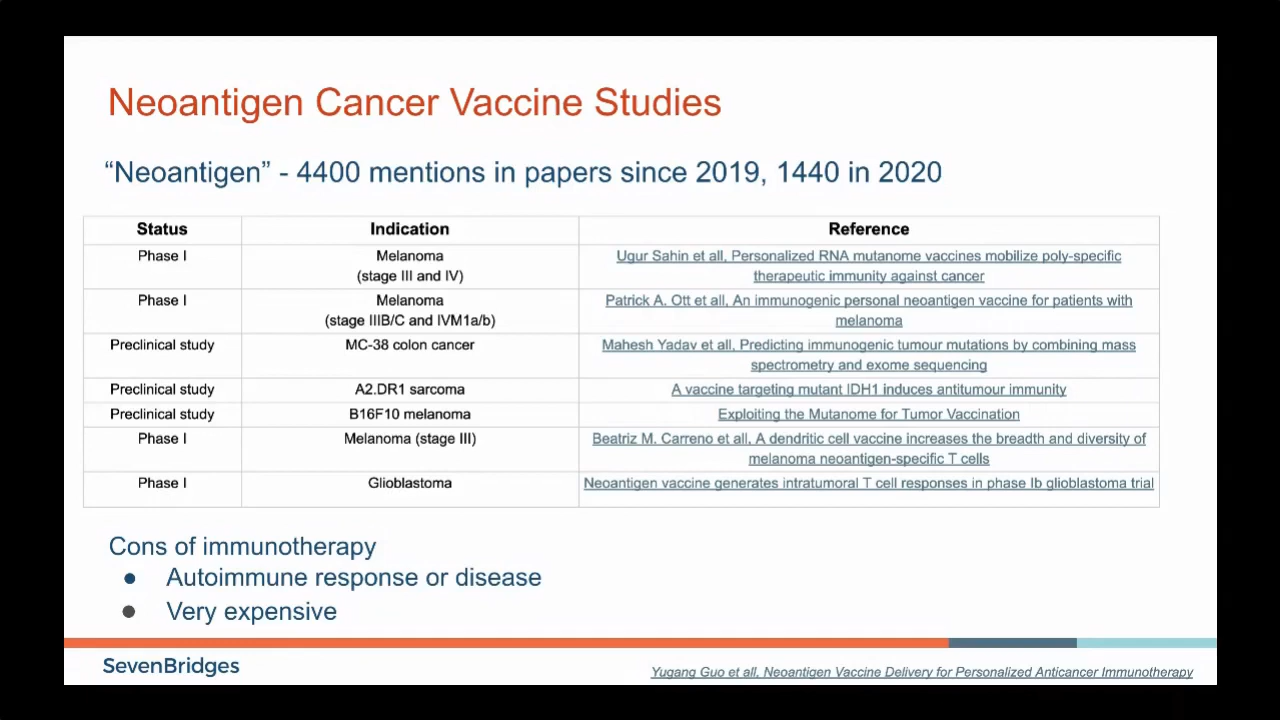 Neoantigen Cancer Vaccine Studies
“Neoantigen” - 4400 mentions in papers since 2019, 1440 in 2020
Status Indication Reference
Phase I Melanoma Ugur Sahin et all, Personalized RNA mutanome vaccines mobilize poly-specific
(stage III and IV) therapeutic immunity against cancer
Phase I Melanoma Patrick A. Ott et all, An immunogenic personal neoantigen vaccine for patients with
(stage IIIB/C and IVM1a/b) melanoma
Preclinical study MC-38 colon cancer Mahesh Yadav et all, Predicting immunogenic tumour mutations by combining mass
spectrometry and exome sequencing
Preclinical study A2.DR1 sarcoma A vaccine targeting mutant IDH1 induces antitumour immunity
Preclinical study B16F10 melanoma Exploiting the Mutanome for Tumor Vaccination
Phase I Melanoma (stage III) Beatriz M. Carreno et all, A dendritic cell vaccine increases the breadth and diversity of
melanoma neoantigen-specific T cells
Phase I Glioblastoma Neoantigen vaccine generates intratumoral T cell responses in phase Ib glioblastoma trial
Cons of immunotherapy
● Autoimmune response or disease
● Very expensive
SevenBridges
Yugang Guo et all, Neoantigen Vaccine Delivery for Personalized Anticancer Immunotherapy